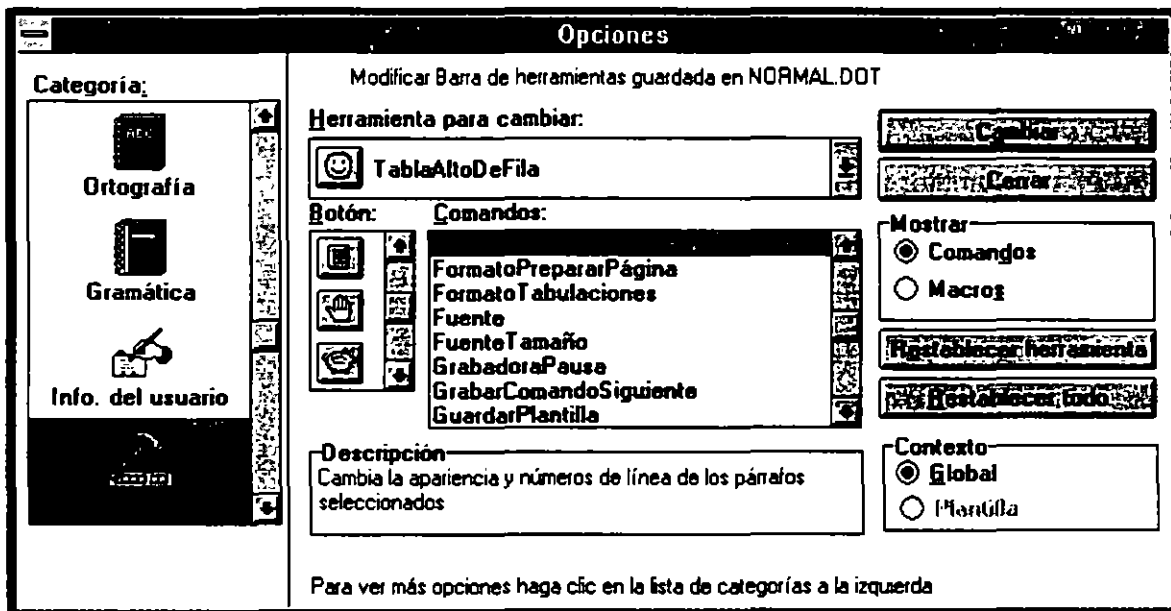 Opciones
Categoría:
Ortografía
Gramática
Info. del usuario
Modificar Barra de herramientas guardada en NORMAL.DOT
Herramienta para cambiar:
TablaAltoDeFila
Botón:
Comandos:
FormatoPrepararPágina
FormatoTabulaciones
Fuente
FuenteTamaño
GrabadoraPausa
GrabarComandoSiguiente
GuardarPlantilla
Descripción
Cambia la apariencia y números de línea de los párrafos
seleccionados
Cambiar
Cerrar
Mostrar
Comandos
Macros
Restablecer herramienta
Restablecer todo
Contexto
Global
Plantilla
Para ver más opciones haga clic en la lista de categorías a la izquierda